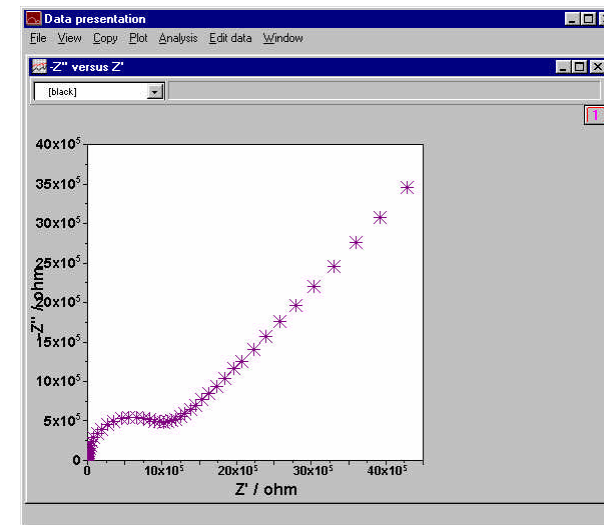 Data presentation
File View Copy Plot Analysis Edit data Window
-Z'' versus Z'
[black]
1
40x10⁵
35x10⁵
30x10⁵
25x10⁵
20x10⁵
15x10⁵
10x10⁵
5x10⁵
0
-Z'' / ohm
0 10x10⁵ 20x10⁵ 30x10⁵ 40x10⁵
Z' / ohm